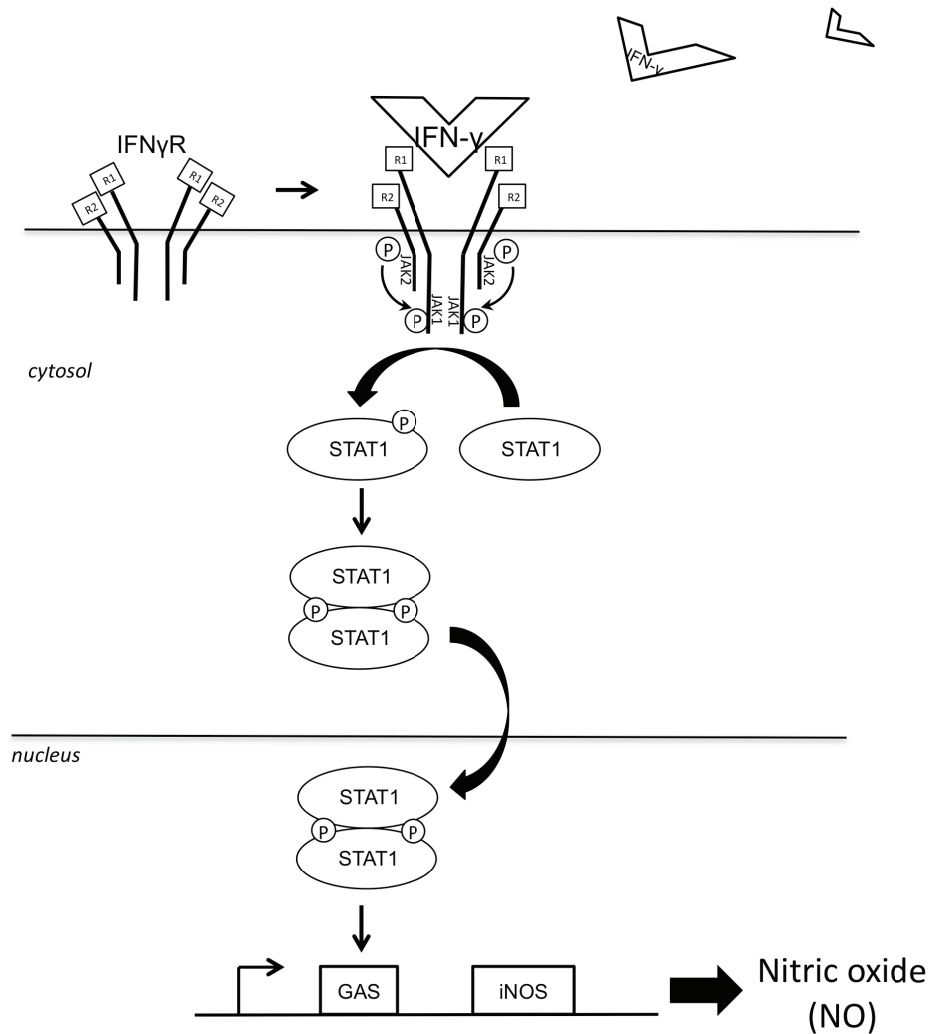 IFN-γ
IFNγR
IFN-γ
R1
R2
R1
R2
R1
R2
R1
R2
P
JAK2
JAK2
P
P
JAK1
JAK1
P
cytosol
STAT1
P
STAT1
STAT1
P
P
STAT1
nucleus
STAT1
P
P
STAT1
GAS
iNOS
Nitric oxide
(NO)